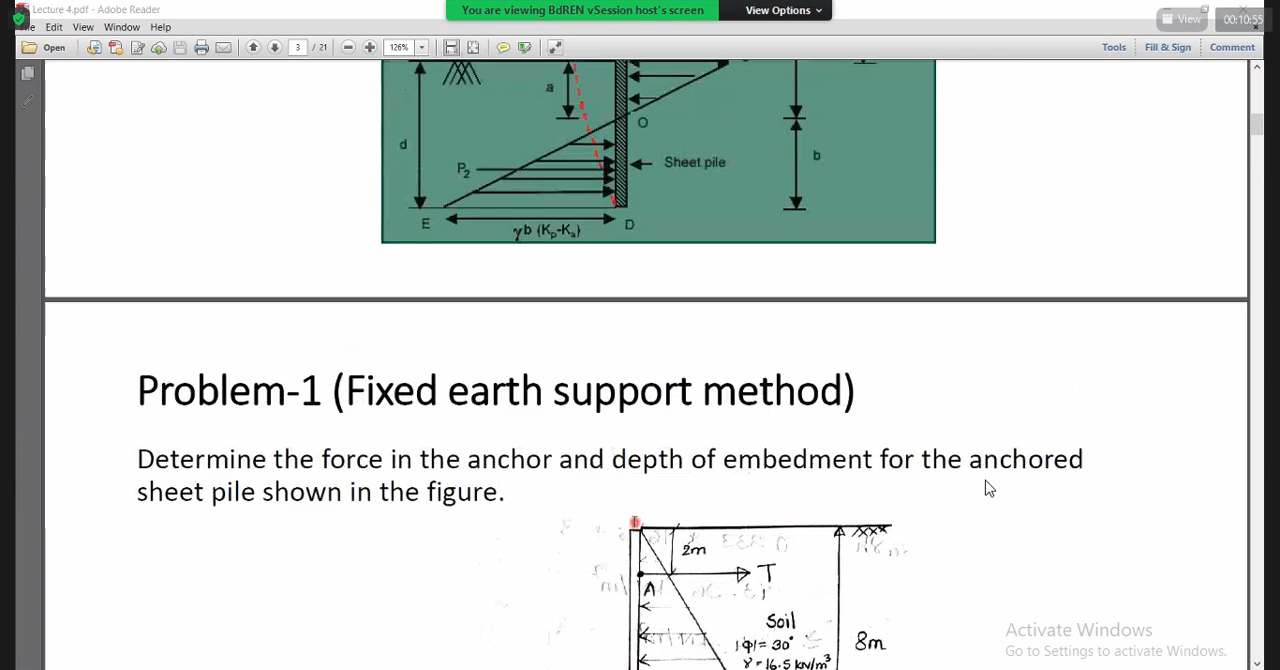 Lecture 4.pdf - Adobe Reader
You are viewing BdREN vSession host's screen
View Options
View
00:10:55
File Edit View Window Help
Open
3 / 21
126%
Tools
Fill & Sign
Comment
a
d
O
P2
Sheet pile
b
E
γb (Kp-Ka)
D
Problem-1 (Fixed earth support method)
Determine the force in the anchor and depth of embedment for the anchored
sheet pile shown in the figure.
2m
T
A
Soil
|φ| = 30°
γ = 16.5 kN/m³
8m
Activate Windows
Go to Settings to activate Windows.